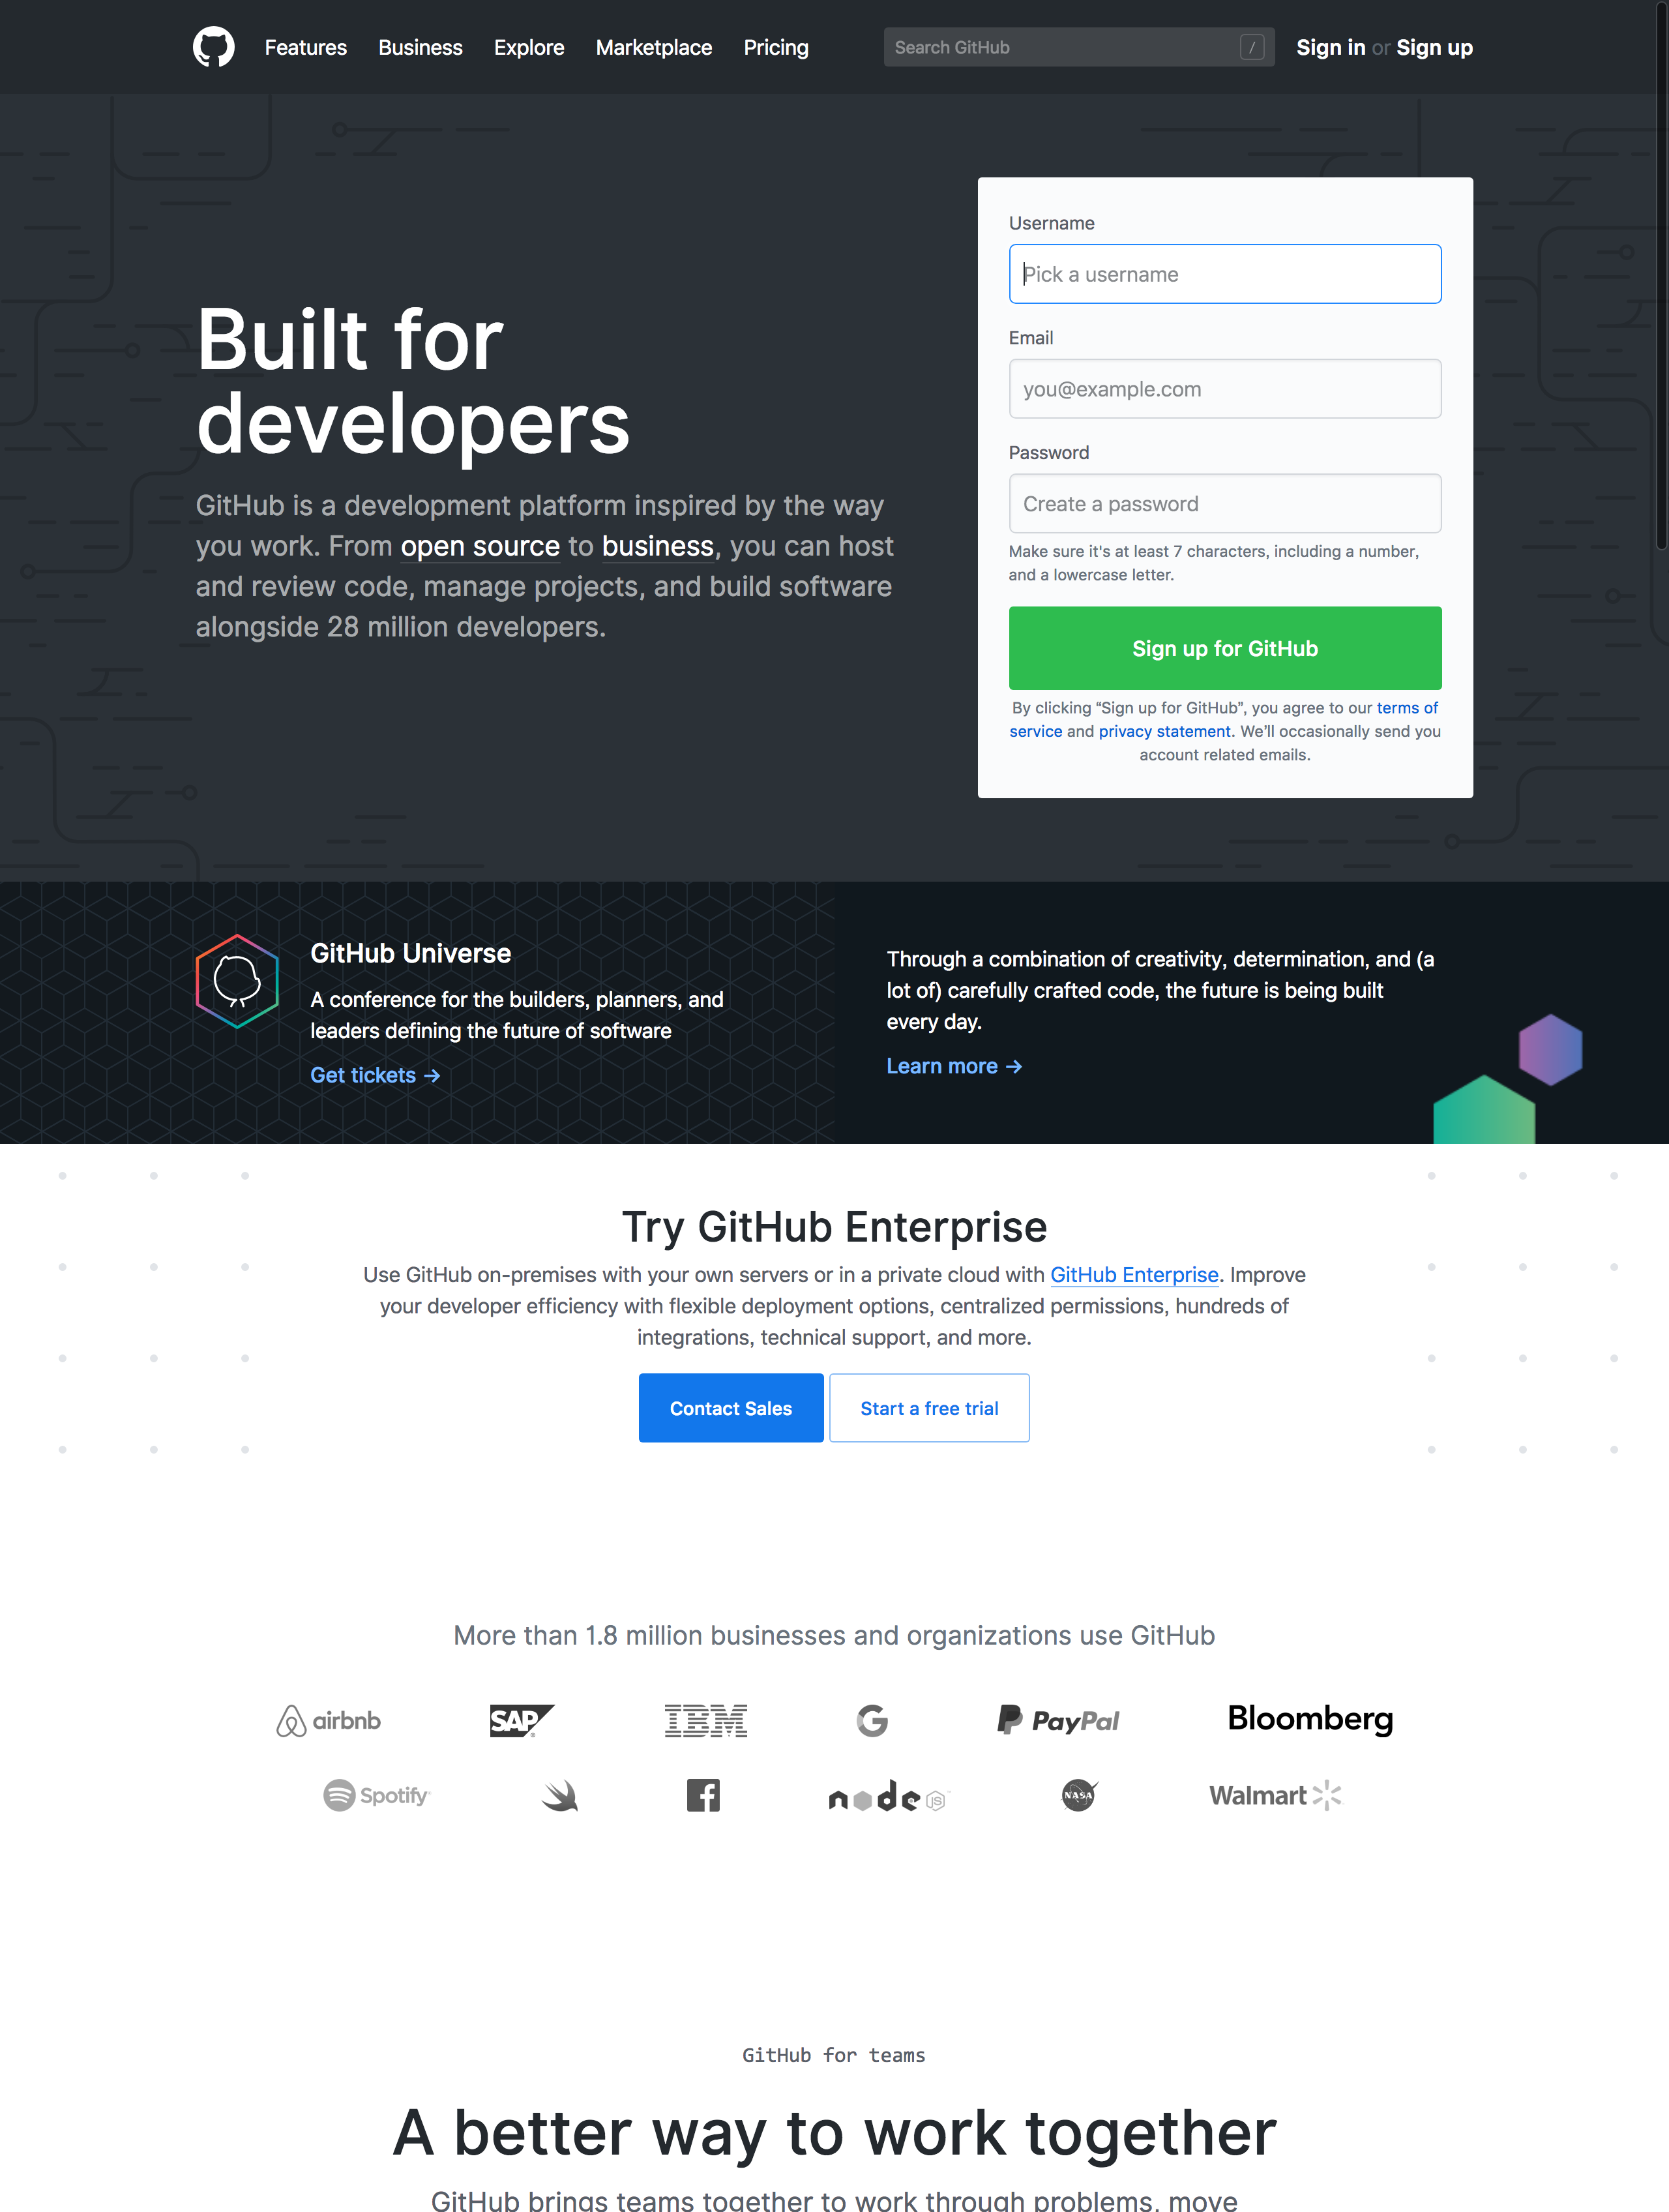 Features Business Explore Marketplace Pricing Search GitHub / Sign in or Sign up
Built for
developers
GitHub is a development platform inspired by the way
you work. From open source to business, you can host
and review code, manage projects, and build software
alongside 28 million developers.
Username
Pick a username
Email
you@example.com
Password
Create a password
Make sure it's at least 7 characters, including a number,
and a lowercase letter.
Sign up for GitHub
By clicking “Sign up for GitHub”, you agree to our terms of
service and privacy statement. We’ll occasionally send you
account related emails.
GitHub Universe
A conference for the builders, planners, and
leaders defining the future of software
Get tickets →
Through a combination of creativity, determination, and (a
lot of) carefully crafted code, the future is being built
every day.
Learn more →
Try GitHub Enterprise
Use GitHub on-premises with your own servers or in a private cloud with GitHub Enterprise. Improve
your developer efficiency with flexible deployment options, centralized permissions, hundreds of
integrations, technical support, and more.
Contact Sales Start a free trial
More than 1.8 million businesses and organizations use GitHub
airbnb SAP IBM G PayPal Bloomberg
Spotify f node JS NASA Walmart
GitHub for teams
A better way to work together
GitHub brings teams together to work through problems, move